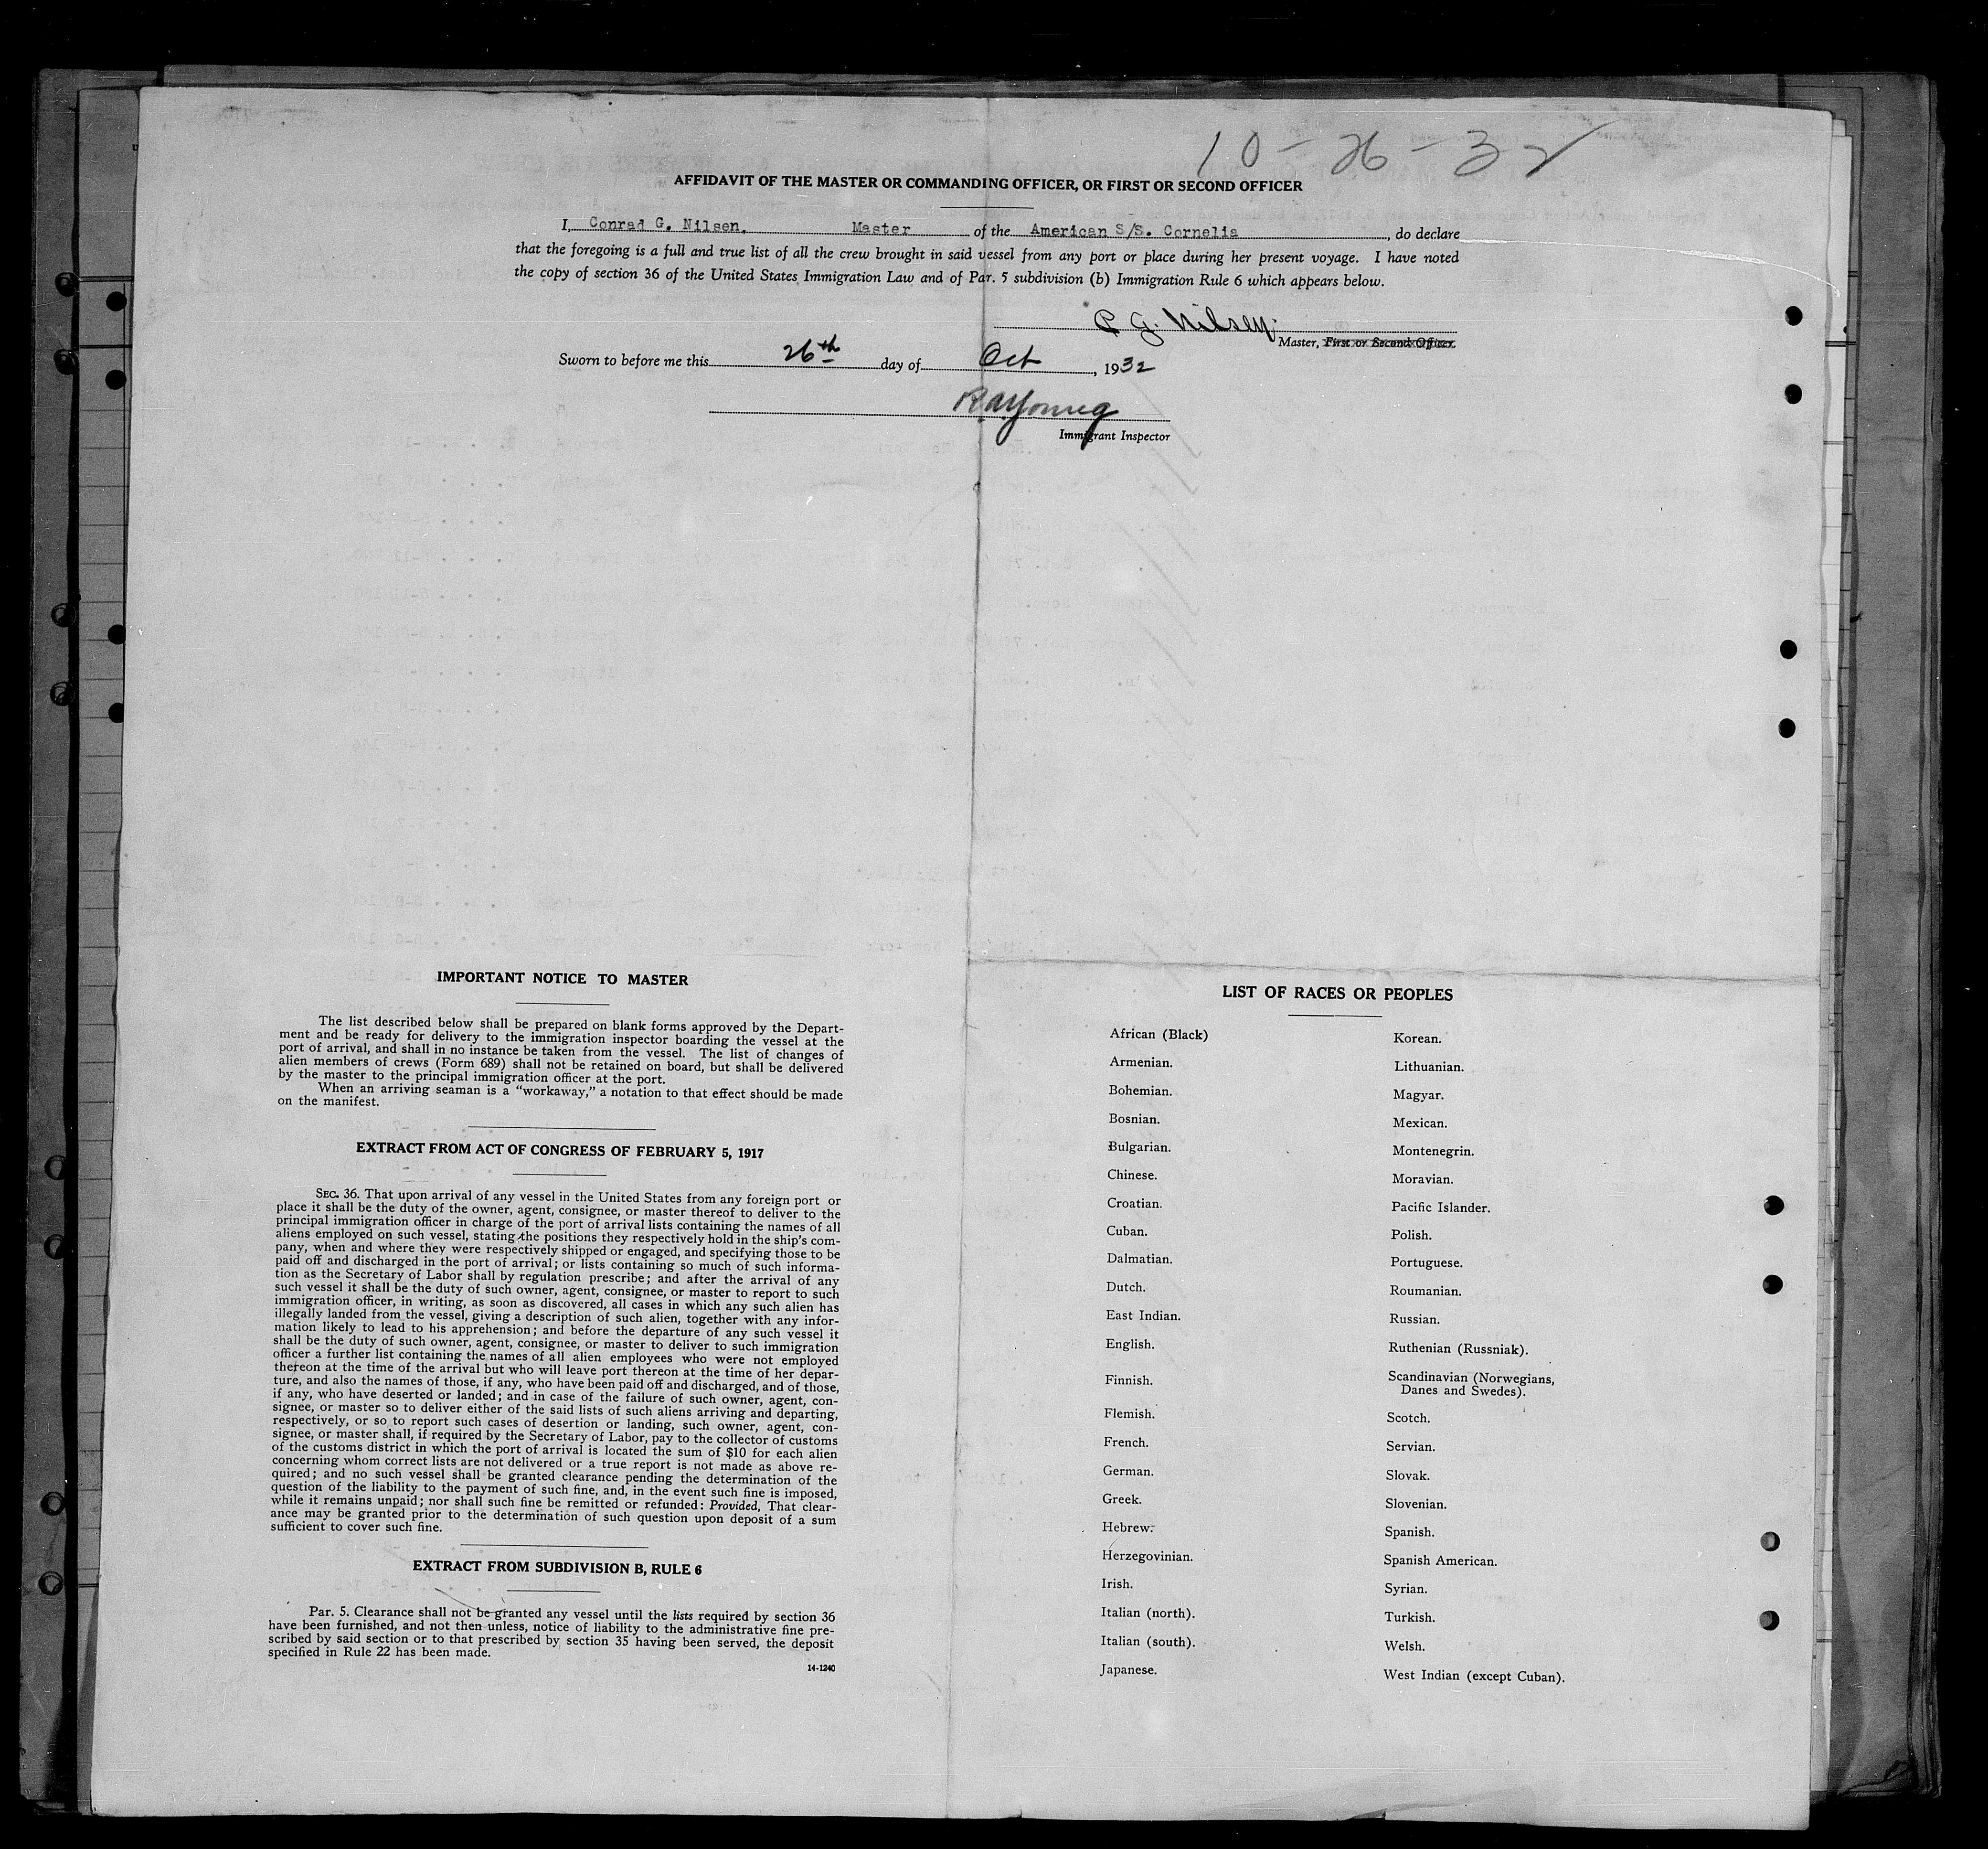 10-26-32
AFFIDAVIT OF THE MASTER OR COMMANDING OFFICER, OR FIRST OR SECOND OFFICER
I, Conrad G. Nilsen, Master of the American S/S. Cornelia, do declare
that the foregoing is a full and true list of all the crew brought in said vessel from any port or place during her present voyage. I have noted
the copy of section 36 of the United States Immigration Law and of Par. 5 subdivision (b) Immigration Rule 6 which appears below.
C G. Nilsen.
Master, First or Second Officer.
Sworn to before me this 26th day of Oct, 1932
R A Young
Immigrant Inspector
IMPORTANT NOTICE TO MASTER
The list described below shall be prepared on blank forms approved by the Depart-
ment and be ready for delivery to the immigration inspector boarding the vessel at the
port of arrival, and shall in no instance be taken from the vessel. The list of changes of
alien members of crews (Form 689) shall not be retained on board, but shall be delivered
by the master to the principal immigration officer at the port.
When an arriving seaman is a "workaway," a notation to that effect should be made
on the manifest.
EXTRACT FROM ACT OF CONGRESS OF FEBRUARY 5, 1917
SEC. 36. That upon arrival of any vessel in the United States from any foreign port or
place it shall be the duty of the owner, agent, consignee, or master thereof to deliver to the
principal immigration officer in charge of the port of arrival lists containing the names of all
aliens employed on such vessel, stating the positions they respectively hold in the ship's com-
pany, when and where they were respectively shipped or engaged, and specifying those to be
paid off and discharged in the port of arrival; or lists containing so much of such informa-
tion as the Secretary of Labor shall by regulation prescribe; and after the arrival of any
such vessel it shall be the duty of such owner, agent, consignee, or master to report to such
immigration officer, in writing, as soon as discovered, all cases in which any such alien has
illegally landed from the vessel, giving a description of such alien, together with any infor-
mation likely to lead to his apprehension; and before the departure of any such vessel it
shall be the duty of such owner, agent, consignee, or master to deliver to such immigration
officer a further list containing the names of all alien employees who were not employed
thereon at the time of the arrival but who will leave port thereon at the time of her depar-
ture, and also the names of those, if any, who have been paid off and discharged, and of those,
if any, who have deserted or landed; and in case of the failure of such owner, agent, con-
signee, or master so to deliver either of the said lists of such aliens arriving and departing,
respectively, or so to report such cases of desertion or landing, such owner, agent, con-
signee, or master shall, if required by the Secretary of Labor, pay to the collector of customs
of the customs district in which the port of arrival is located the sum of $10 for each alien
concerning whom correct lists are not delivered or a true report is not made as above re-
quired; and no such vessel shall be granted clearance pending the determination of the
question of the liability to the payment of such fine, and, in the event such fine is imposed,
while it remains unpaid; nor shall such fine be remitted or refunded: Provided, That clear-
ance may be granted prior to the determination of such question upon deposit of a sum
sufficient to cover such fine.
EXTRACT FROM SUBDIVISION B, RULE 6
Par. 5. Clearance shall not be granted any vessel until the lists required by section 36
have been furnished, and not then unless, notice of liability to the administrative fine pre-
scribed by said section or to that prescribed by section 35 having been served, the deposit
specified in Rule 22 has been made.
14-1240
LIST OF RACES OR PEOPLES
African (Black)
Armenian.
Bohemian.
Bosnian.
Bulgarian.
Chinese.
Croatian.
Cuban.
Dalmatian.
Dutch.
East Indian.
English.
Finnish.
Flemish.
French.
German.
Greek.
Hebrew.
Herzegovinian.
Irish.
Italian (north).
Italian (south).
Japanese.
Korean.
Lithuanian.
Magyar.
Mexican.
Montenegrin.
Moravian.
Pacific Islander.
Polish.
Portuguese.
Roumanian.
Russian.
Ruthenian (Russniak).
Scandinavian (Norwegians,
Danes and Swedes).
Scotch.
Servian.
Slovak.
Slovenian.
Spanish.
Spanish American.
Syrian.
Turkish.
Welsh.
West Indian (except Cuban).